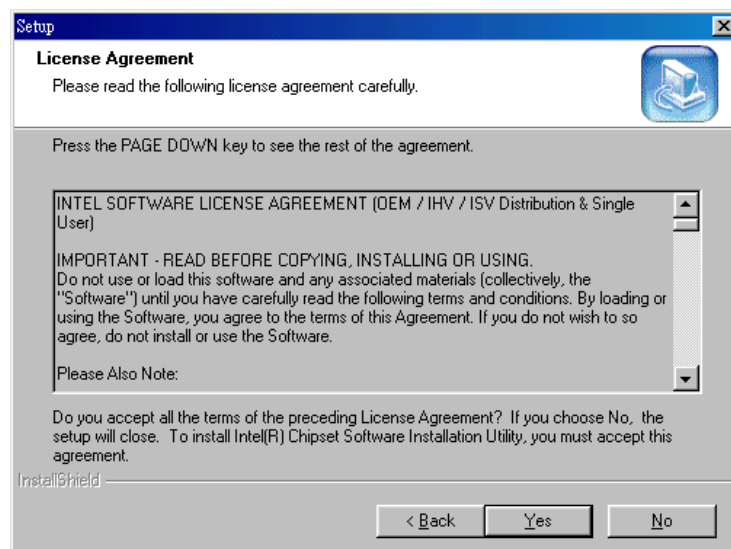 Setup
License Agreement
Please read the following license agreement carefully.
Press the PAGE DOWN key to see the rest of the agreement.
INTEL SOFTWARE LICENSE AGREEMENT (OEM / IHV / ISV Distribution & Single
User)
IMPORTANT - READ BEFORE COPYING, INSTALLING OR USING.
Do not use or load this software and any associated materials (collectively, the
"Software") until you have carefully read the following terms and conditions. By loading or
using the Software, you agree to the terms of this Agreement. If you do not wish to so
agree, do not install or use the Software.
Please Also Note:
Do you accept all the terms of the preceding License Agreement? If you choose No, the
setup will close. To install Intel(R) Chipset Software Installation Utility, you must accept this
agreement.
InstallShield
< Back
Yes
No